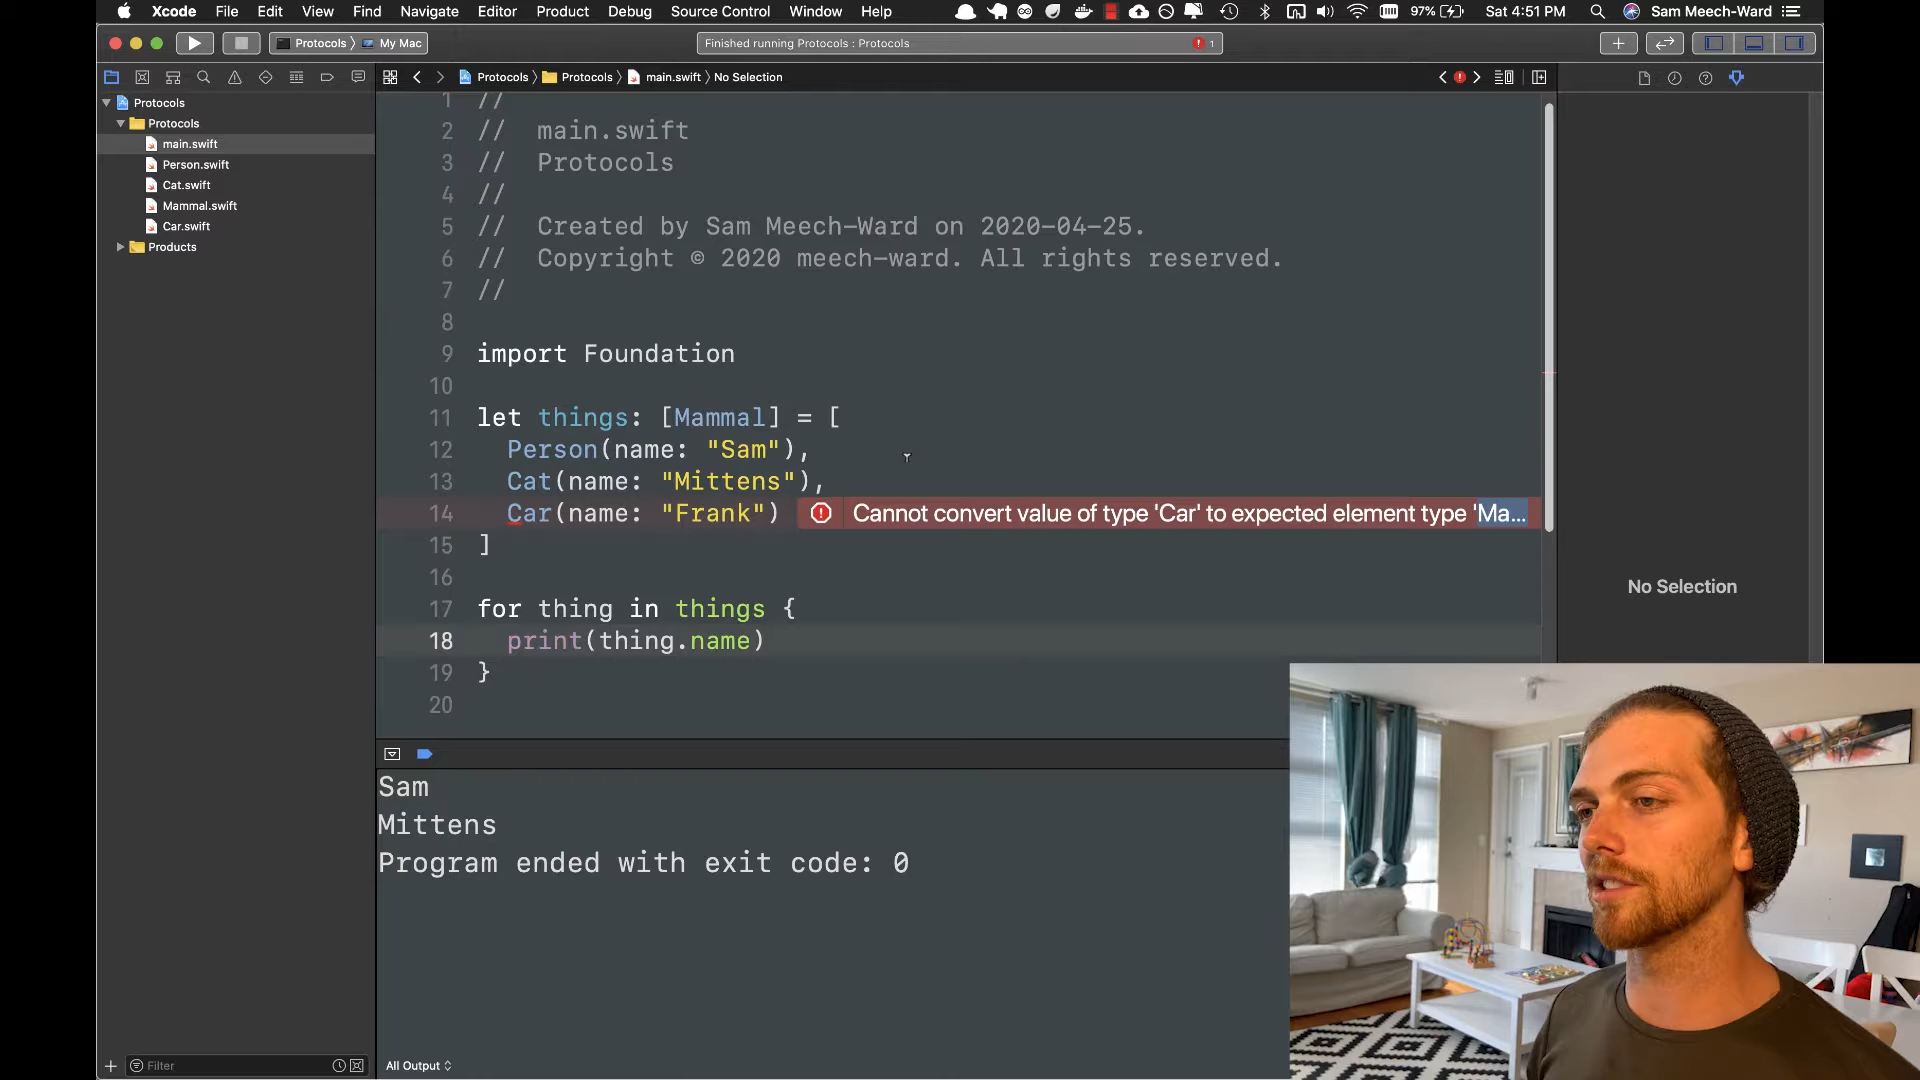 Xcode File Edit View Find Navigate Editor Product Debug Source Control Window Help 97% Sat 4:51 PM Sam Meech-Ward
Protocols My Mac Finished running Protocols : Protocols 1
Protocols Protocols main.swift No Selection
Protocols
Protocols
main.swift
Person.swift
Cat.swift
Mammal.swift
Car.swift
Products
1 //
2 // main.swift
3 // Protocols
4 //
5 // Created by Sam Meech-Ward on 2020-04-25.
6 // Copyright © 2020 meech-ward. All rights reserved.
7 //
8
9 import Foundation
10
11 let things: [Mammal] = [
12 Person(name: "Sam"),
13 Cat(name: "Mittens"),
14 Car(name: "Frank") Cannot convert value of type 'Car' to expected element type 'Ma...
15 ]
16
17 for thing in things {
18 print(thing.name)
19 }
20
No Selection
Sam
Mittens
Program ended with exit code: 0
Filter
All Output